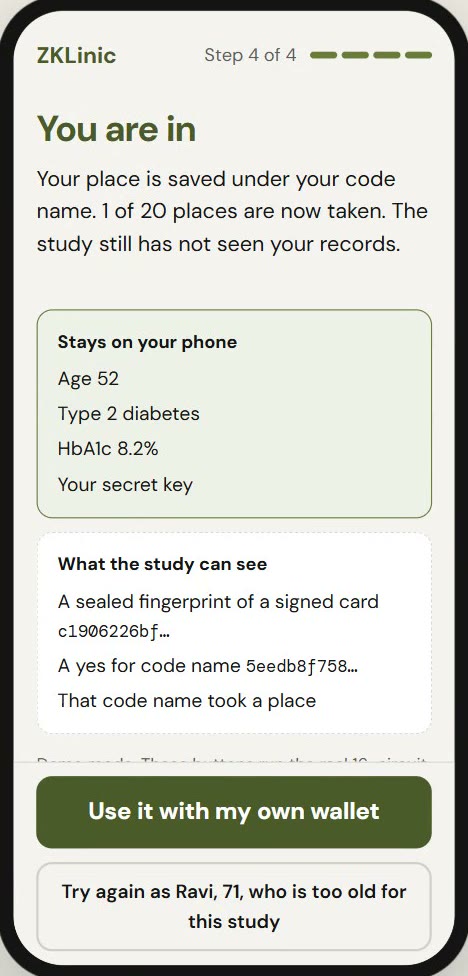 ZKLinic
Step 4 of 4
You are in
Your place is saved under your code
name. 1 of 20 places are now taken. The
study still has not seen your records.
Stays on your phone
Age 52
Type 2 diabetes
HbA1c 8.2%
Your secret key
What the study can see
A sealed fingerprint of a signed card
c1906226bf…
A yes for code name 5eedb8f758…
That code name took a place
Use it with my own wallet
Try again as Ravi, 71, who is too old for
this study